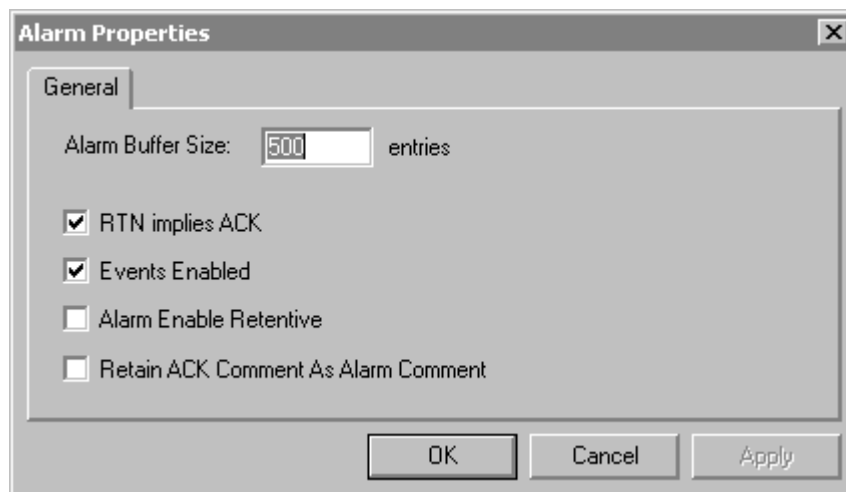 Alarm Properties
General
Alarm Buffer Size: 500 entries
RTN implies ACK
Events Enabled
Alarm Enable Retentive
Retain ACK Comment As Alarm Comment
OK Cancel Apply